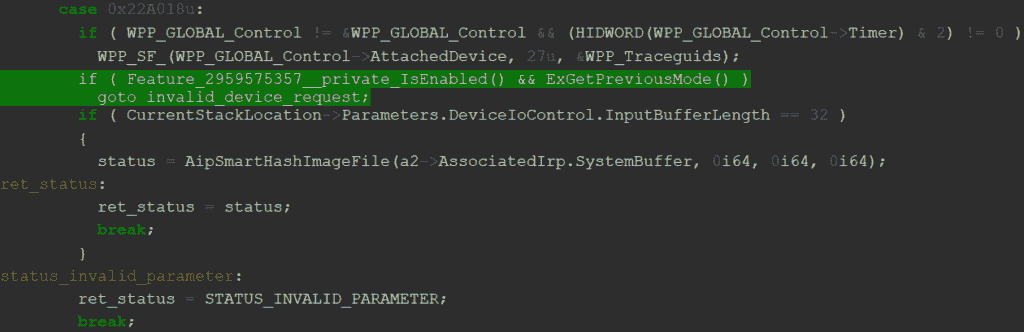 case 0x22A018u:
if ( WPP_GLOBAL_Control != &WPP_GLOBAL_Control && (HIDWORD(WPP_GLOBAL_Control->Timer) & 2) != 0 )
WPP_SF_(WPP_GLOBAL_Control->AttachedDevice, 27u, &WPP_Traceguids);
if ( Feature_2959575357__private_IsEnabled() && ExGetPreviousMode() )
goto invalid_device_request;
if ( CurrentStackLocation->Parameters.DeviceIoControl.InputBufferLength == 32 )
{
status = AipSmartHashImageFile(a2->AssociatedIrp.SystemBuffer, 0i64, 0i64, 0i64);
ret_status:
ret_status = status;
break;
}
status_invalid_parameter:
ret_status = STATUS_INVALID_PARAMETER;
break;